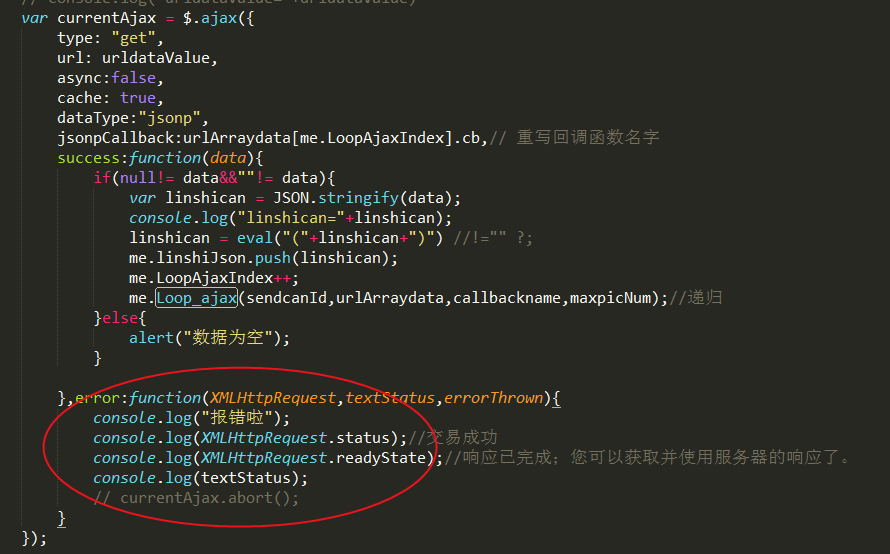 var currentAjax = $.ajax({
type: "get",
url: urldataValue,
async:false,
cache: true,
dataType:"jsonp",
jsonpCallback:urlArraydata[me.LoopAjaxIndex].cb,// 重写回调函数名字
success:function(data){
if(null!= data&&""!= data){
var linshican = JSON.stringify(data);
console.log("linshican="+linshican);
linshican = eval("("+linshican+")") //!="" ?;
me.linshiJson.push(linshican);
me.LoopAjaxIndex++;
me.Loop_ajax(sendcanId,urlArraydata,callbackname,maxpicNum);//递归
}else{
alert("数据为空");
}
},error:function(XMLHttpRequest,textStatus,errorThrown){
console.log("报错啦");
console.log(XMLHttpRequest.status);//交易成功
console.log(XMLHttpRequest.readyState);//响应已完成；您可以获取并使用服务器的响应了。
console.log(textStatus);
// currentAjax.abort();
}
});